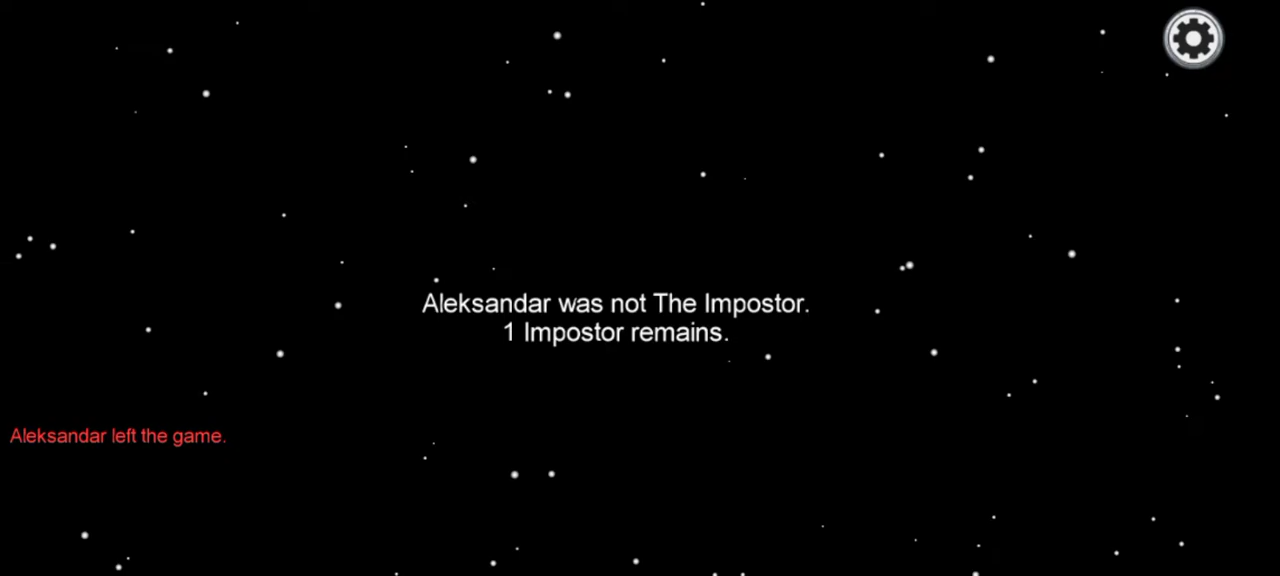 Aleksandar was not The Impostor.
1 Impostor remains.
Aleksandar left the game.